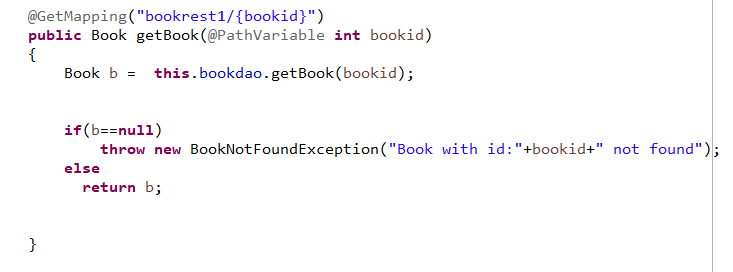 @GetMapping("bookrest1/{bookid}")
public Book getBook(@PathVariable int bookid)
{
Book b =  this.bookdao.getBook(bookid);
if(b==null)
throw new BookNotFoundException("Book with id:"+bookid+" not found");
else
return b;
}